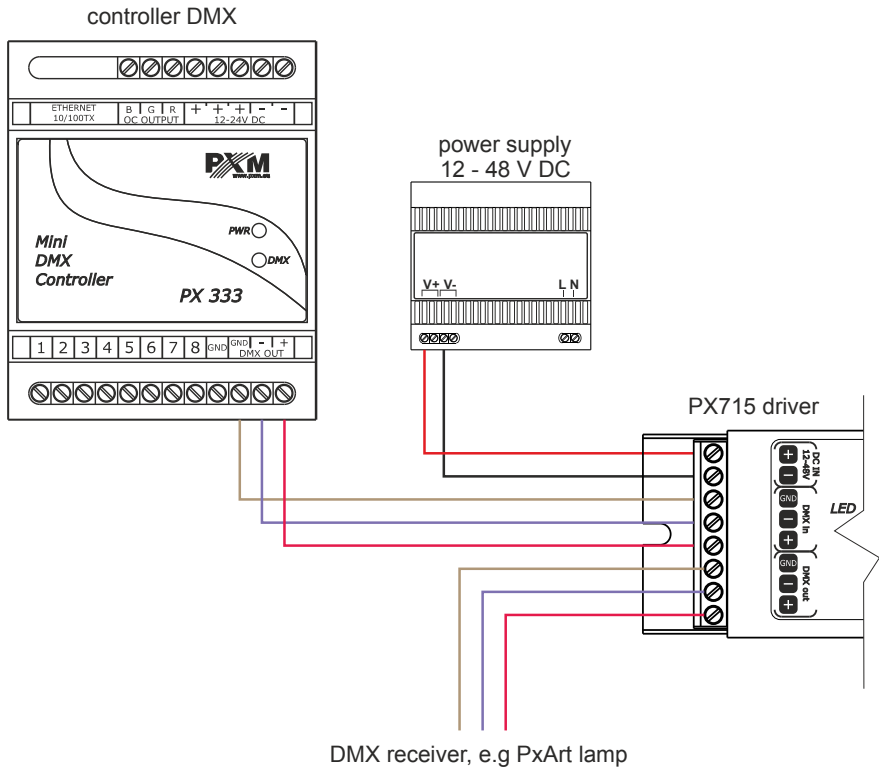 controller DMX
ETHERNET
10/100TX
B G R + + + - -
OC OUTPUT 12-24V DC
PXM
www.pxm.eu
PWR
DMX
Mini
DMX
Controller
PX 333
1 2 3 4 5 6 7 8 GND GND - +
DMX OUT
power supply
12 - 48 V DC
V+ V- L N
PX715 driver
+
-
DC IN
12-48V
GND
-
+
DMX In
GND
-
+
DMX out
LED
DMX receiver, e.g PxArt lamp